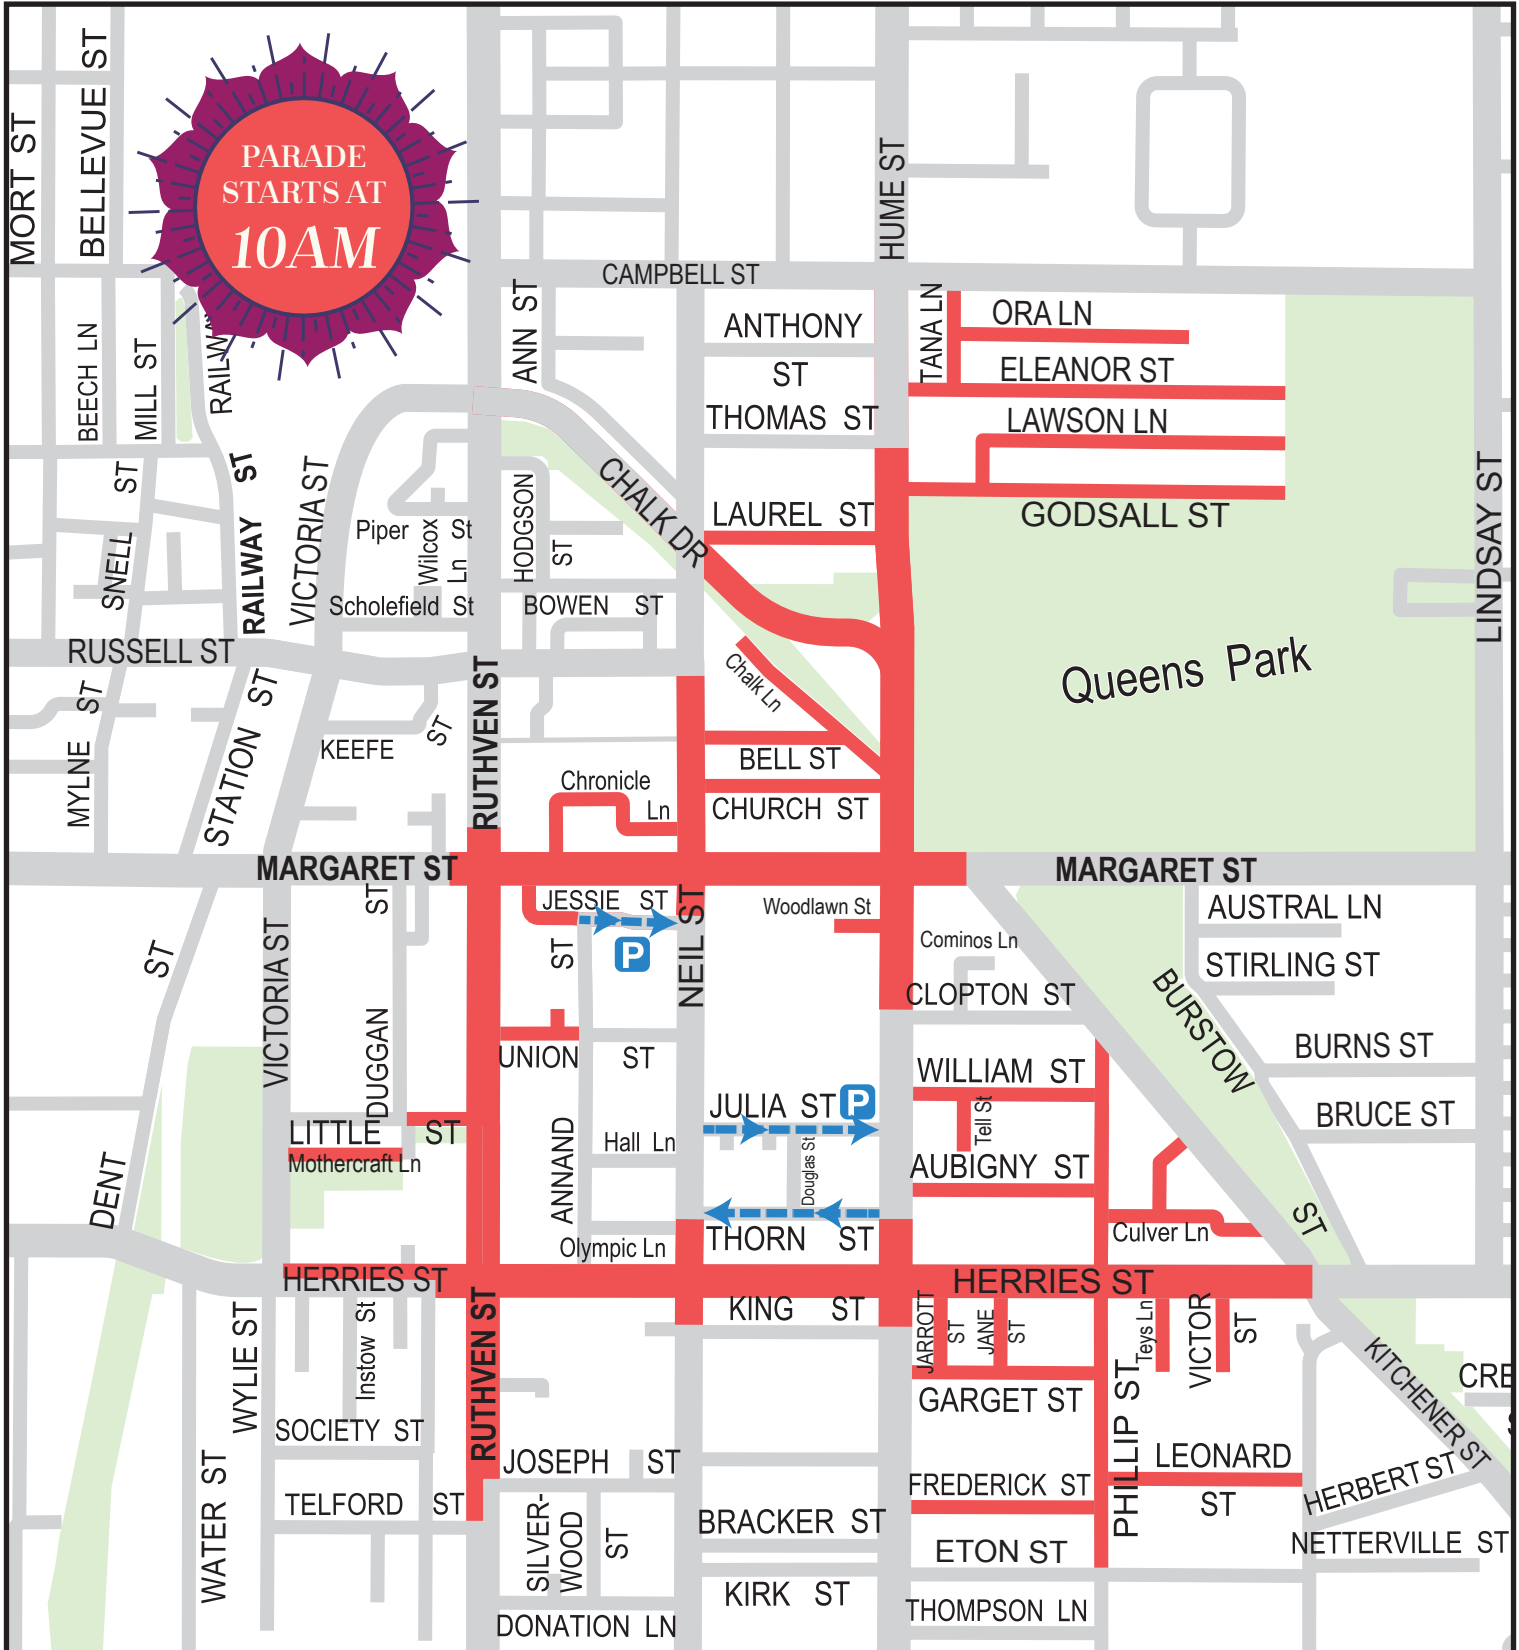 PARADE
STARTS AT
10AM
MORT ST
BELLEVUE ST
HUME ST
CAMPBELL ST
BEECH LN
MILL ST
RAILWAY
ANN ST
ANTHONY
ST
THOMAS ST
TANA LN
ORA LN
ELEANOR ST
LAWSON LN
GODSALL ST
LINDSAY ST
SNELL ST
RAILWAY ST
VICTORIA ST
Piper St
Wilcox Ln
Scholefield St
HODGSON ST
CHALK DR
LAUREL ST
BOWEN ST
RUSSELL ST
STATION ST
MYLNE ST
KEEFE ST
RUTHVEN ST
Chalk Ln
Queens Park
BELL ST
Chronicle
Ln
CHURCH ST
MARGARET ST
MARGARET ST
JESSIE ST
P
NEIL ST
Woodlawn St
Cominos Ln
CLOPTON ST
AUSTRAL LN
STIRLING ST
BURSTOW ST
BURNS ST
BRUCE ST
DENT ST
VICTORIA ST
DUGGAN ST
UNION ST
ANNAND ST
WILLIAM ST
Tell St
JULIA ST
P
LITTLE ST
Mothercraft Ln
Hall Ln
Douglas St
AUBIGNY ST
THORN ST
Culver Ln
Olympic Ln
HERRIES ST
HERRIES ST
KING ST
WYLIE ST
Instow St
RUTHVEN ST
JARROTT
ST
JANE
ST
Teys Ln
VICTOR
ST
KITCHENER ST
CRE
GARGET ST
PHILLIP ST
SOCIETY ST
JOSEPH ST
LEONARD
ST
HERBERT ST
WATER ST
TELFORD ST
FREDERICK ST
SILVER-
WOOD
ST
BRACKER ST
ETON ST
NETTERVILLE ST
KIRK ST
THOMPSON LN
DONATION LN